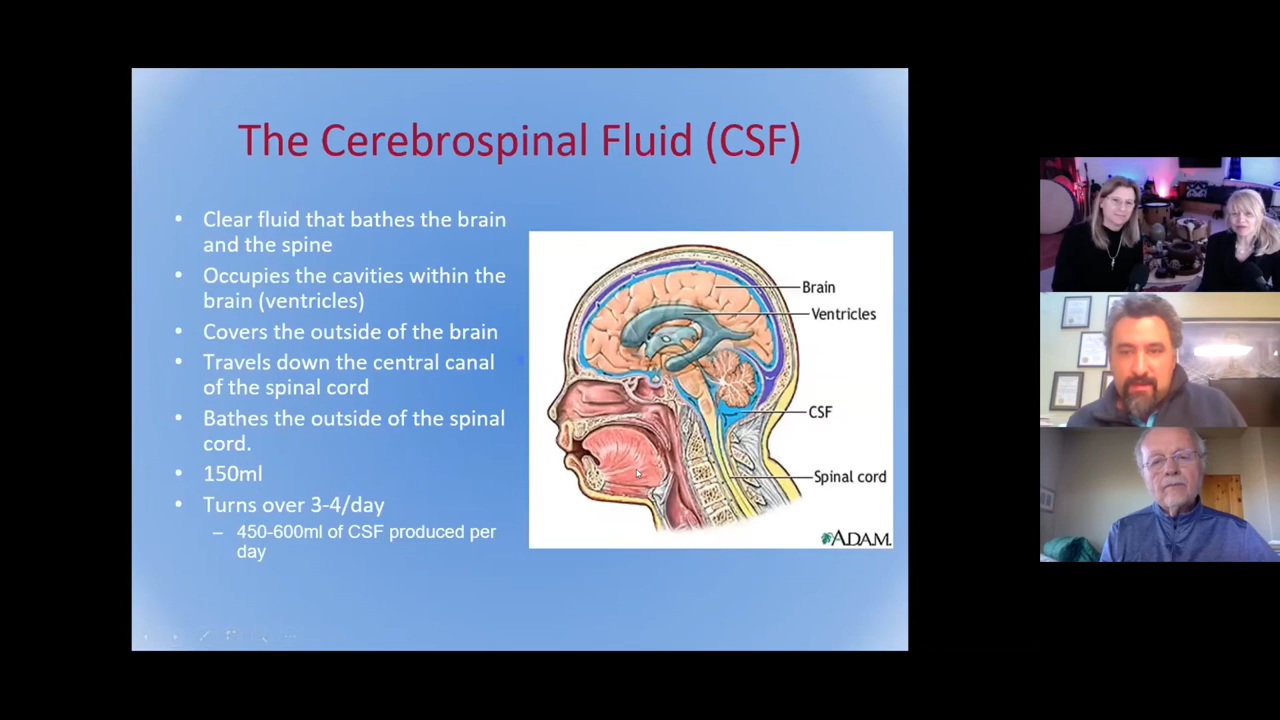 The Cerebrospinal Fluid (CSF)
• Clear fluid that bathes the brain
and the spine
• Occupies the cavities within the
brain (ventricles)
• Covers the outside of the brain
• Travels down the central canal
of the spinal cord
• Bathes the outside of the spinal
cord.
• 150ml
• Turns over 3-4/day
– 450-600ml of CSF produced per
day
Brain
Ventricles
CSF
Spinal cord
ADAM.